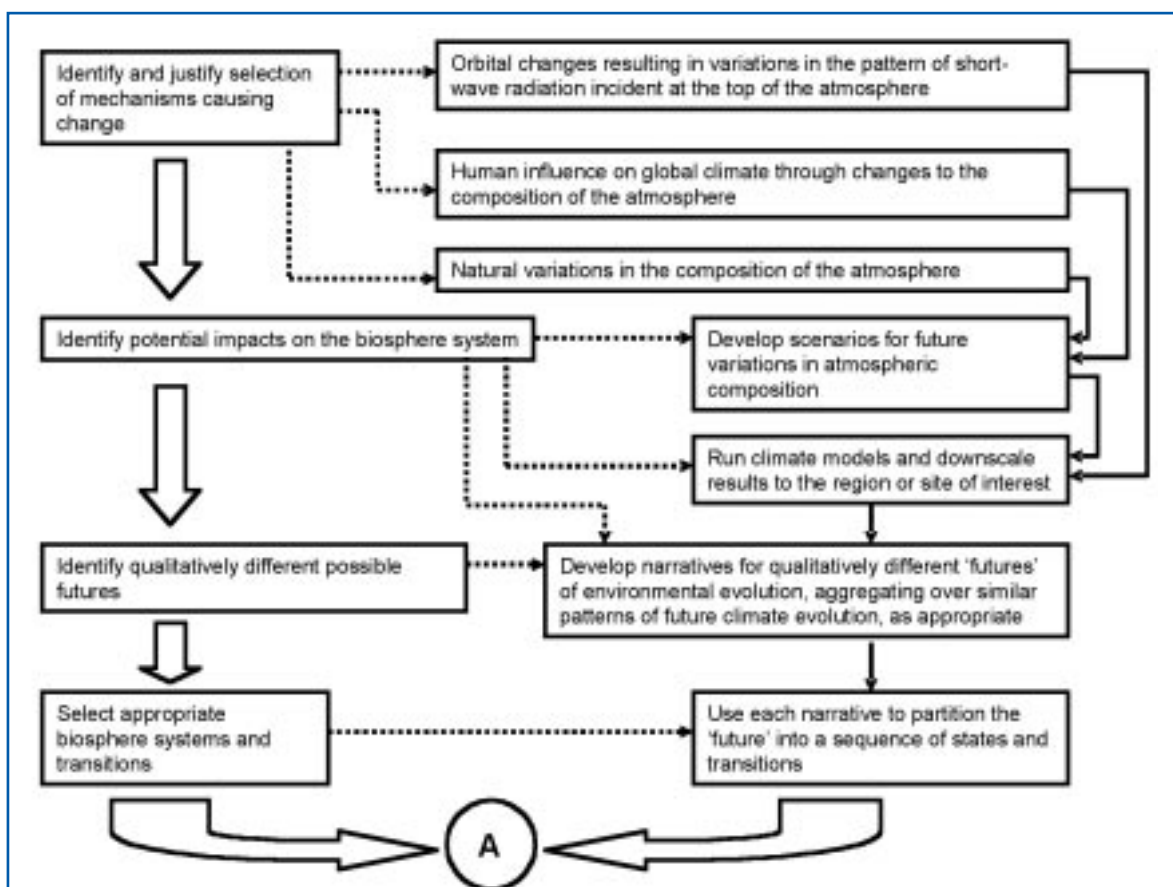 Identify and justify selection
of mechanisms causing
change
Orbital changes resulting in variations in the pattern of short-
wave radiation incident at the top of the atmosphere
Human influence on global climate through changes to the
composition of the atmosphere
Natural variations in the composition of the atmosphere
Identify potential impacts on the biosphere system
Develop scenarios for future
variations in atmospheric
composition
Run climate models and downscale
results to the region or site of interest
Identify qualitatively different possible
futures
Develop narratives for qualitatively different ‘futures’
of environmental evolution, aggregating over similar
patterns of future climate evolution, as appropriate
Select appropriate
biosphere systems and
transitions
Use each narrative to partition the
‘future’ into a sequence of states and
transitions
A